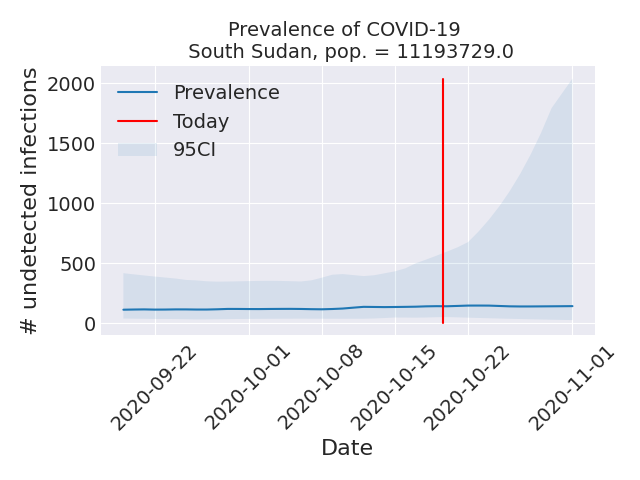 Prevalence of COVID-19
South Sudan, pop. = 11193729.0
# undetected infections
2000
1500
1000
500
0
Prevalence
Today
95CI
2020-09-22
2020-10-01
2020-10-08
2020-10-15
2020-10-22
2020-11-01
Date